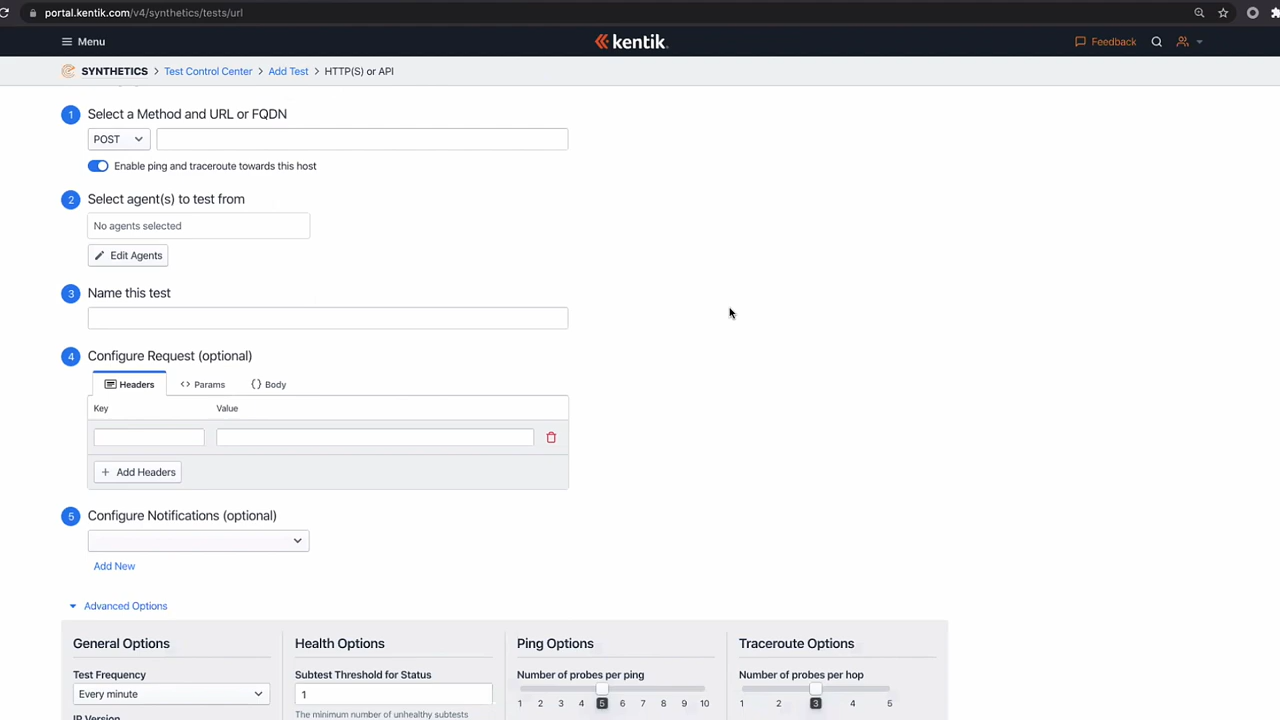 portal.kentik.com/v4/synthetics/tests/url
Menu
kentik
Feedback
SYNTHETICS > Test Control Center > Add Test > HTTP(S) or API
1 Select a Method and URL or FQDN
POST
Enable ping and traceroute towards this host
2 Select agent(s) to test from
No agents selected
Edit Agents
3 Name this test
4 Configure Request (optional)
Headers <> Params {} Body
Key Value
+ Add Headers
5 Configure Notifications (optional)
Add New
Advanced Options
General Options Health Options Ping Options Traceroute Options
Test Frequency Subtest Threshold for Status Number of probes per ping Number of probes per hop
Every minute 1 1 2 3 4 5 6 7 8 9 10 1 2 3 4 5
IP Version The minimum number of unhealthy subtests